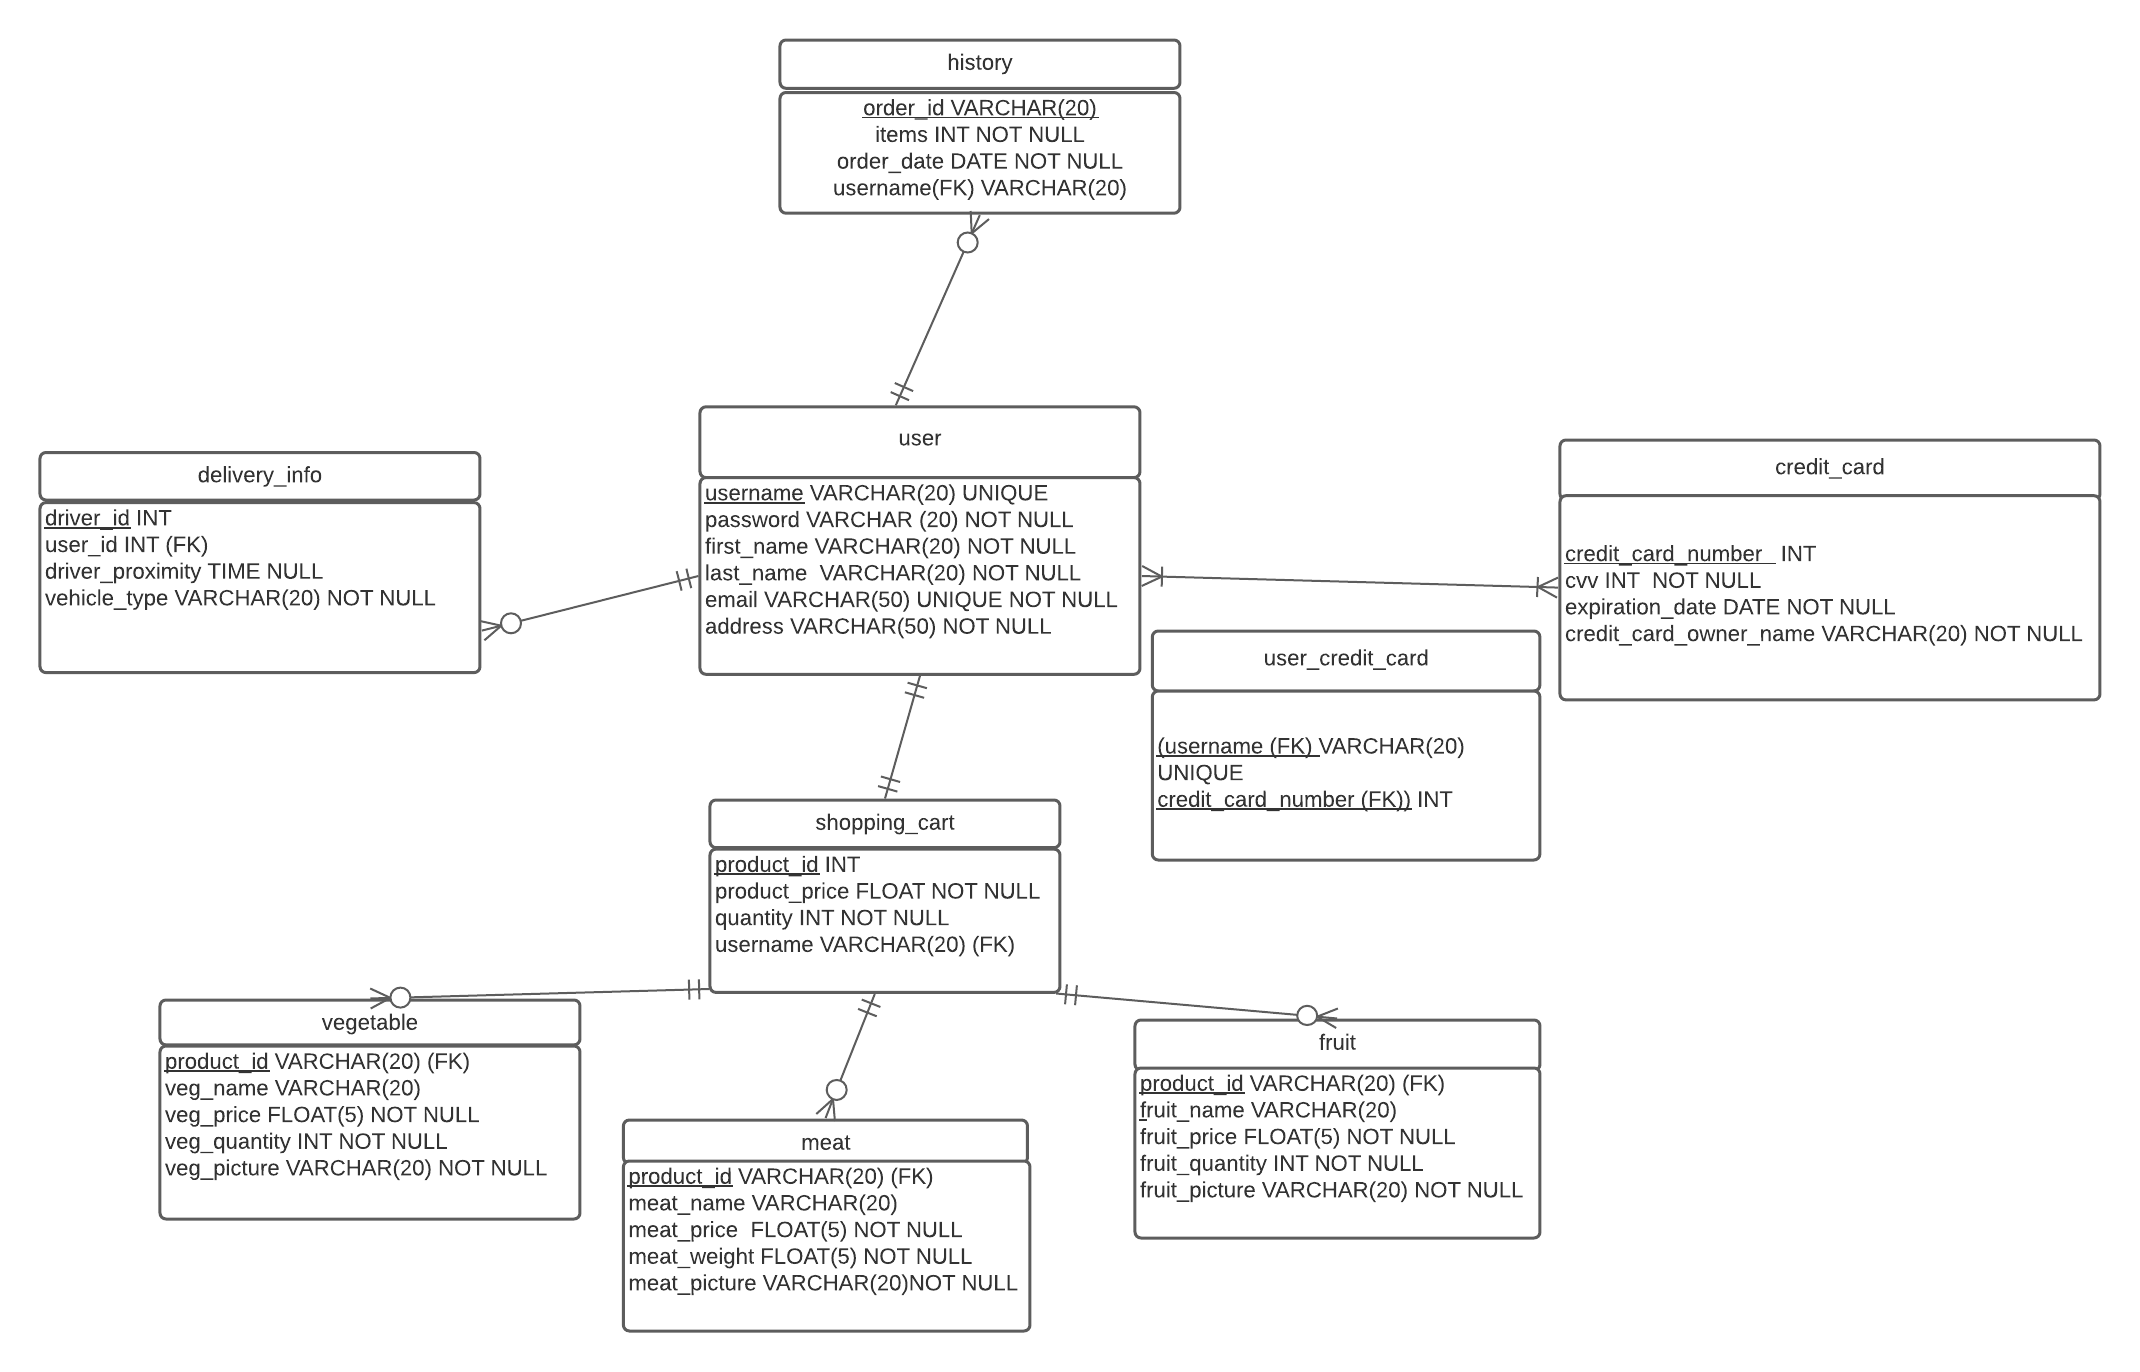 history
order_id VARCHAR(20)
items INT NOT NULL
order_date DATE NOT NULL
username(FK) VARCHAR(20)
user
username VARCHAR(20) UNIQUE
password VARCHAR (20) NOT NULL
first_name VARCHAR(20) NOT NULL
last_name  VARCHAR(20) NOT NULL
email VARCHAR(50) UNIQUE NOT NULL
address VARCHAR(50) NOT NULL
delivery_info
driver_id INT
user_id INT (FK)
driver_proximity TIME NULL
vehicle_type VARCHAR(20) NOT NULL
credit_card
credit_card_number   INT
cvv INT  NOT NULL
expiration_date DATE NOT NULL
credit_card_owner_name VARCHAR(20) NOT NULL
user_credit_card
(username (FK) VARCHAR(20)
UNIQUE
credit_card_number (FK)) INT
shopping_cart
product_id INT
product_price FLOAT NOT NULL
quantity INT NOT NULL
username VARCHAR(20) (FK)
vegetable
product_id VARCHAR(20) (FK)
veg_name VARCHAR(20)
veg_price FLOAT(5) NOT NULL
veg_quantity INT NOT NULL
veg_picture VARCHAR(20) NOT NULL
meat
product_id VARCHAR(20) (FK)
meat_name VARCHAR(20)
meat_price  FLOAT(5) NOT NULL
meat_weight FLOAT(5) NOT NULL
meat_picture VARCHAR(20)NOT NULL
fruit
product_id VARCHAR(20) (FK)
fruit_name VARCHAR(20)
fruit_price FLOAT(5) NOT NULL
fruit_quantity INT NOT NULL
fruit_picture VARCHAR(20) NOT NULL